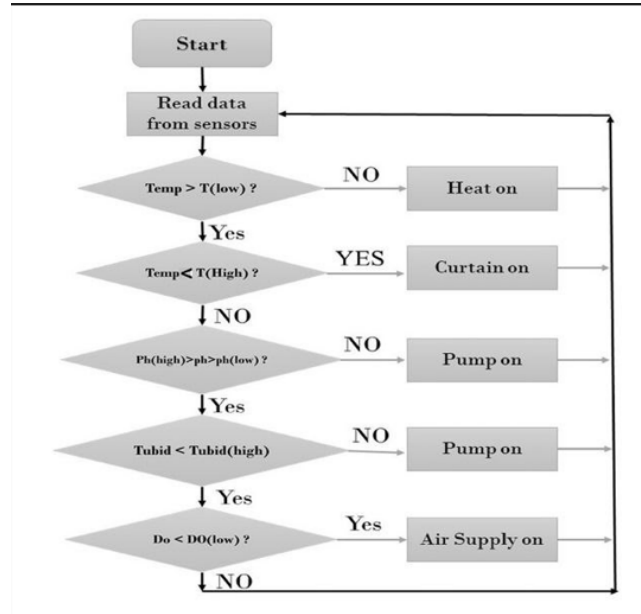 Start
Read data
from sensors
Temp > T(low) ?
NO
Heat on
Yes
Temp< T(High) ?
YES
Curtain on
NO
Ph(high)>ph>ph(low) ?
NO
Pump on
Yes
Tubid < Tubid(high)
NO
Pump on
Yes
Do < DO(low) ?
Yes
Air Supply on
NO